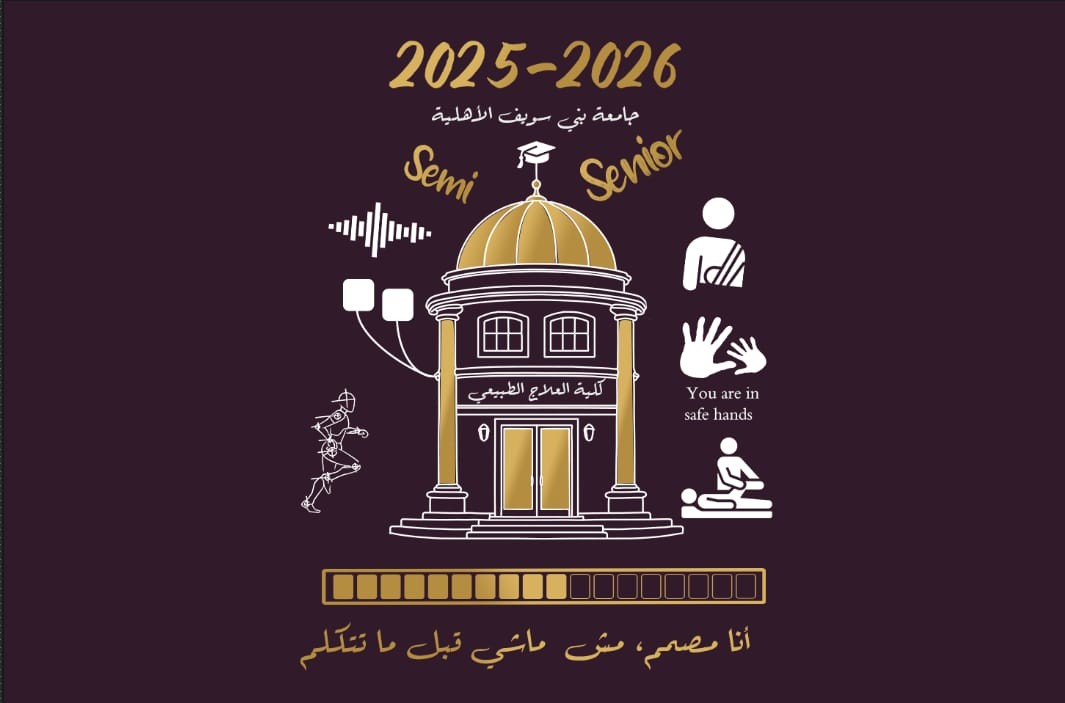 2025-2026
جامعة بني سويف الأهلية
Semi Senior
كلية العلاج الطبيعي
You are in
safe hands
أنا مصمم، مش ماشي قبل ما تتكلم